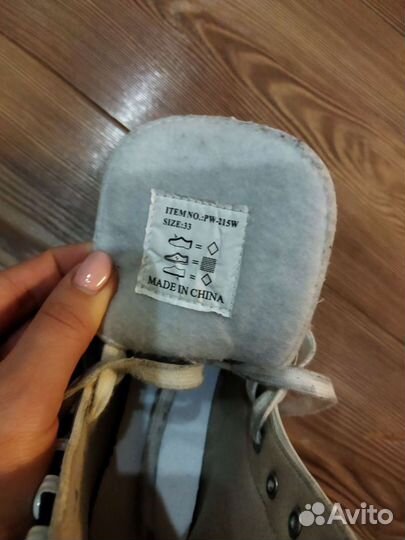 ITEM NO.:PW-215W
SIZE:33
=
=
=
MADE IN CHINA
Avito